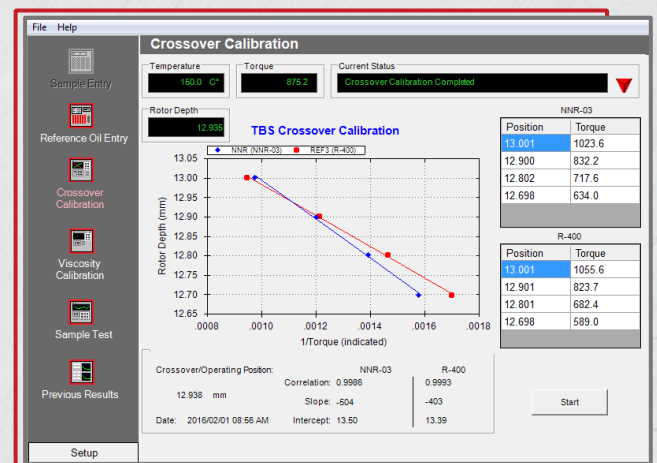 File Help
Crossover Calibration
Sample Entry
Reference Oil Entry
Crossover
Calibration
Viscosity
Calibration
Sample Test
Previous Results
Setup
Temperature
150.0 C°
Torque
875.2
Current Status
Crossover Calibration Completed
Rotor Depth
12.935
TBS Crossover Calibration
NNR (NNR-03) REF3 (R-400)
Rotor Depth (mm)
13.05
13.00
12.95
12.90
12.85
12.80
12.75
12.70
12.65
.0008 .0010 .0012 .0014 .0016 .0018
1/Torque (indicated)
NNR-03
Position Torque
13.001 1023.6
12.900 832.2
12.802 717.6
12.698 634.0
R-400
Position Torque
13.001 1055.6
12.901 823.7
12.801 682.4
12.698 589.0
Crossover/Operating Position: NNR-03 R-400
Correlation: 0.9986 0.9993
12.938 mm
Slope: -504 -403
Date: 2016/02/01 08:56 AM Intercept: 13.50 13.39
Start